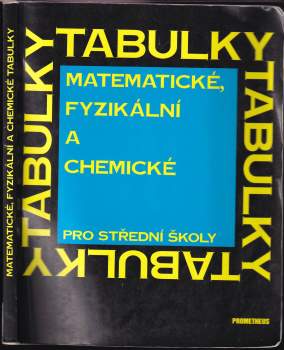 MATEMATICKÉ, FYZIKÁLNÍ A CHEMICKÉ TABULKY
TABULKY
TABULKY
TABULKY
TABULKY
MATEMATICKÉ,
FYZIKÁLNÍ
A
CHEMICKÉ
PRO STŘEDNÍ ŠKOLY
PROMETHEUS